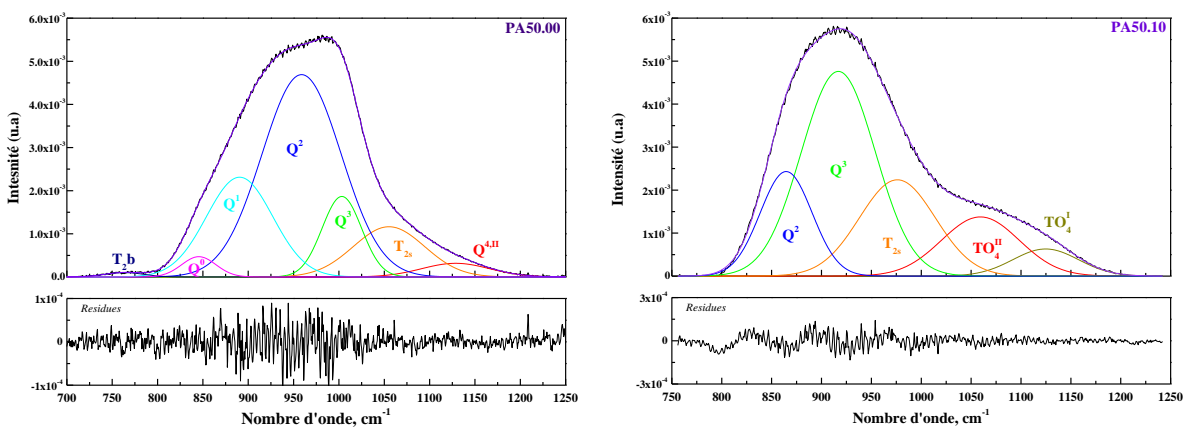 PA50.00
6.0x10-3
5.0x10-3
4.0x10-3
3.0x10-3
2.0x10-3
1.0x10-3
0.0
Intesnité (u.a)
Q2
Q1
Q3
T2s
Q4,II
T2b
Q0
1x10-4
0
-1x10-4
Residues
700 750 800 850 900 950 1000 1050 1100 1150 1200 1250
Nombre d'onde, cm-1
PA50.10
6x10-3
5x10-3
4x10-3
3x10-3
2x10-3
1x10-3
0
Intensité (u.a)
Q3
Q2
T2s
TO4II
TO4I
3x10-4
0
-3x10-4
Residues
750 800 850 900 950 1000 1050 1100 1150 1200 1250
Nombre d'onde, cm-1